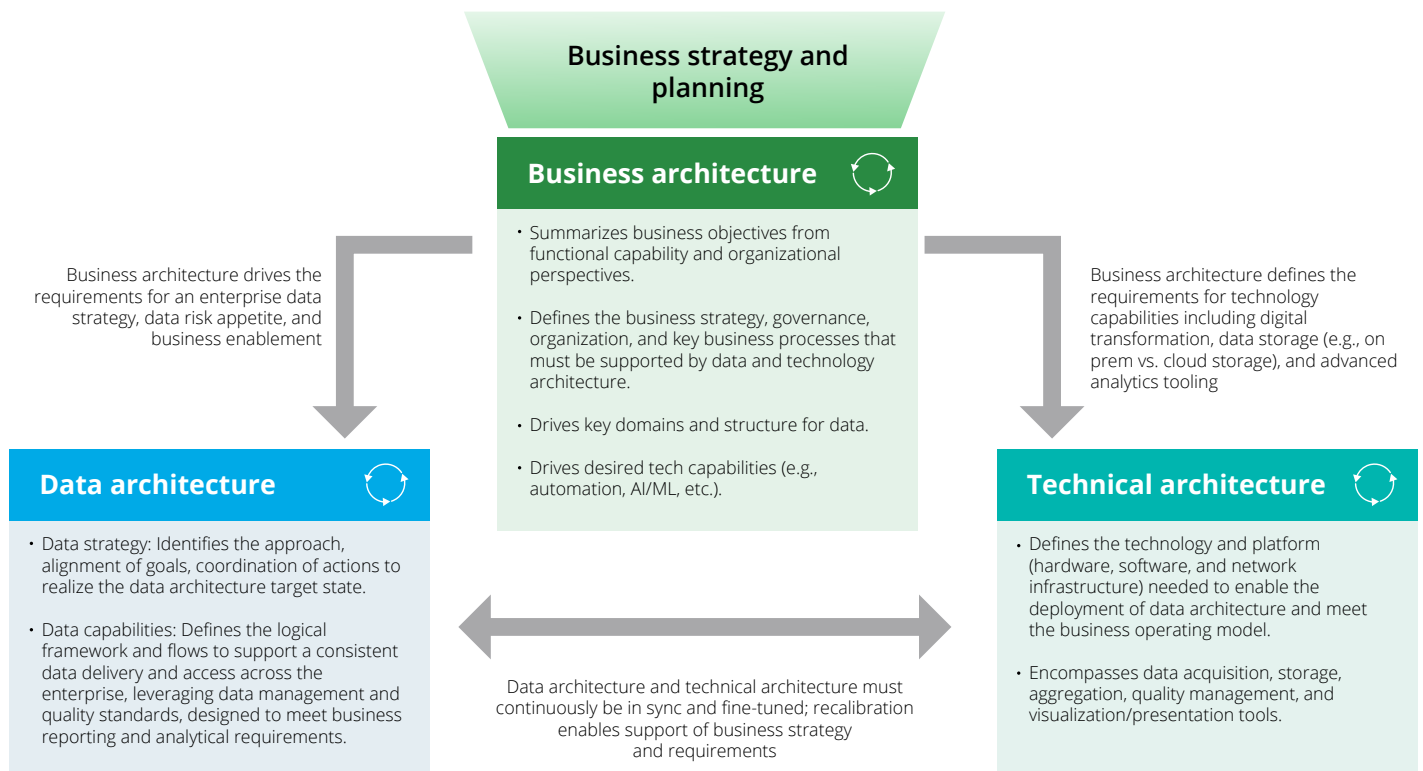 Business strategy and
planning
Business architecture
• Summarizes business objectives from
functional capability and organizational
perspectives.
• Defines the business strategy, governance,
organization, and key business processes that
must be supported by data and technology
architecture.
• Drives key domains and structure for data.
• Drives desired tech capabilities (e.g.,
automation, AI/ML, etc.).
Business architecture drives the
requirements for an enterprise data
strategy, data risk appetite, and
business enablement
Business architecture defines the
requirements for technology
capabilities including digital
transformation, data storage (e.g., on
prem vs. cloud storage), and advanced
analytics tooling
Data architecture
• Data strategy: Identifies the approach,
alignment of goals, coordination of actions to
realize the data architecture target state.
• Data capabilities: Defines the logical
framework and flows to support a consistent
data delivery and access across the
enterprise, leveraging data management and
quality standards, designed to meet business
reporting and analytical requirements.
Data architecture and technical architecture must
continuously be in sync and fine-tuned; recalibration
enables support of business strategy
and requirements
Technical architecture
• Defines the technology and platform
(hardware, software, and network
infrastructure) needed to enable the
deployment of data architecture and meet
the business operating model.
• Encompasses data acquisition, storage,
aggregation, quality management, and
visualization/presentation tools.